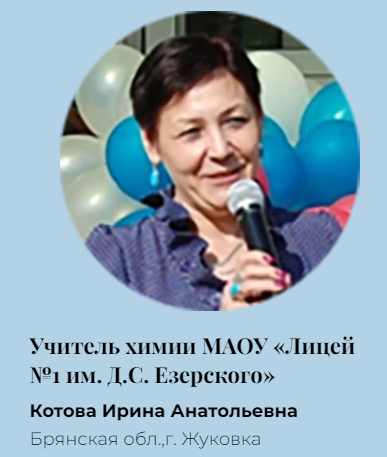 Учитель химии МАОУ «Лицей
№1 им. Д.С. Езерского»
Котова Ирина Анатольевна
Брянская обл.,г. Жуковка